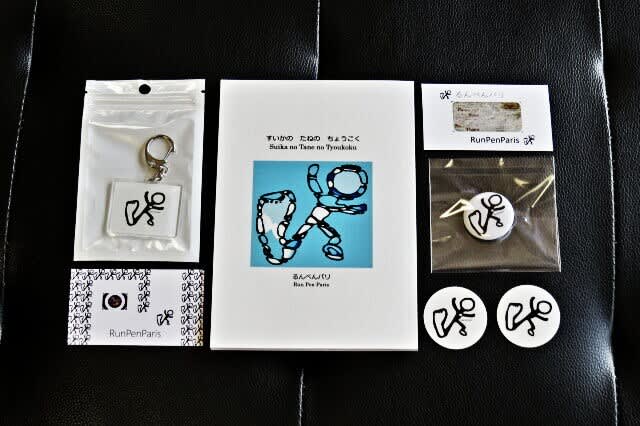 すいかの たねの ちょうこく
Suika no Tane no Tyoukoku
るんぺんパリ
Run Pen Paris
るんぺんパリ
RunPenParis
RunPenParis